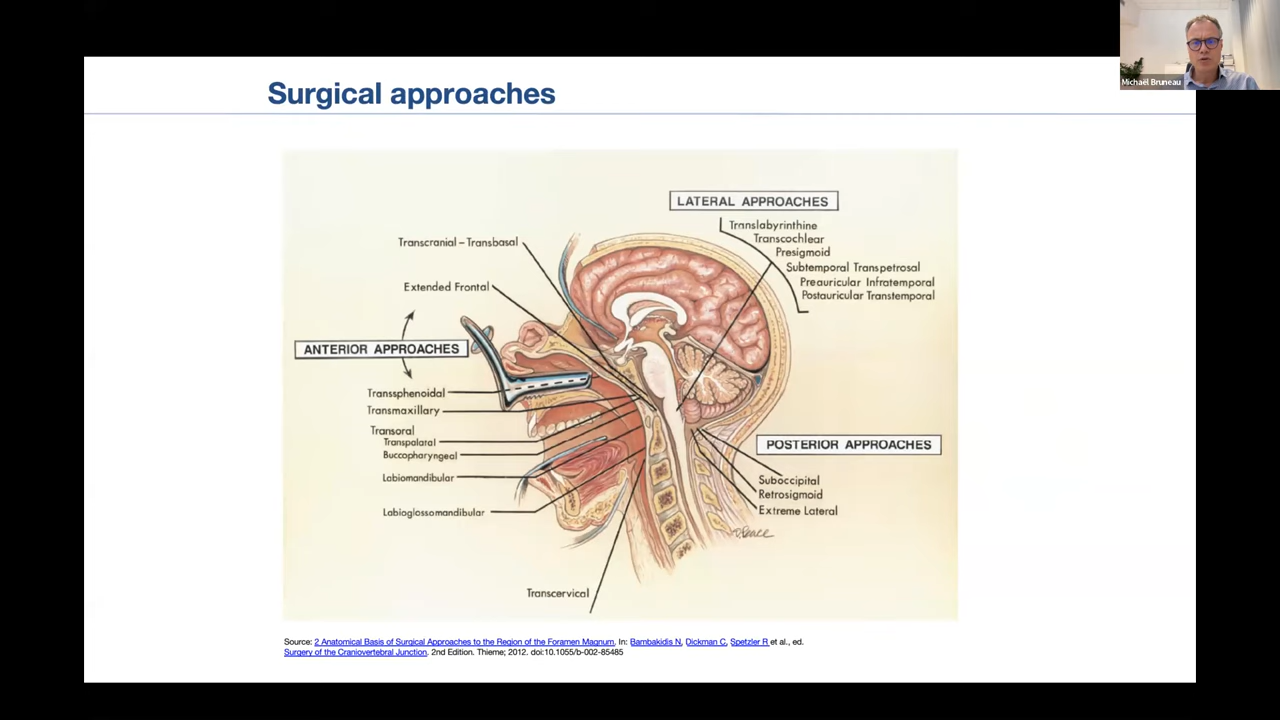 Michaël Bruneau
Surgical approaches
LATERAL APPROACHES
Translabyrinthine
Transcochlear
Presigmoid
Subtemporal Transpetrosal
Preauricular Infratemporal
Postauricular Transtemporal
Transcranial – Transbasal
Extended Frontal
ANTERIOR APPROACHES
Transsphenoidal
Transmaxillary
Transoral
Transpalatal
Buccopharyngeal
Labiomandibular
Labioglossomandibular
Transcervical
POSTERIOR APPROACHES
Suboccipital
Retrosigmoid
Extreme Lateral
D. Peace
Source: 2 Anatomical Basis of Surgical Approaches to the Region of the Foramen Magnum. In: Bambakidis N, Dickman C, Spetzler R et al., ed.
Surgery of the Craniovertebral Junction. 2nd Edition. Thieme; 2012. doi:10.1055/b-002-85485